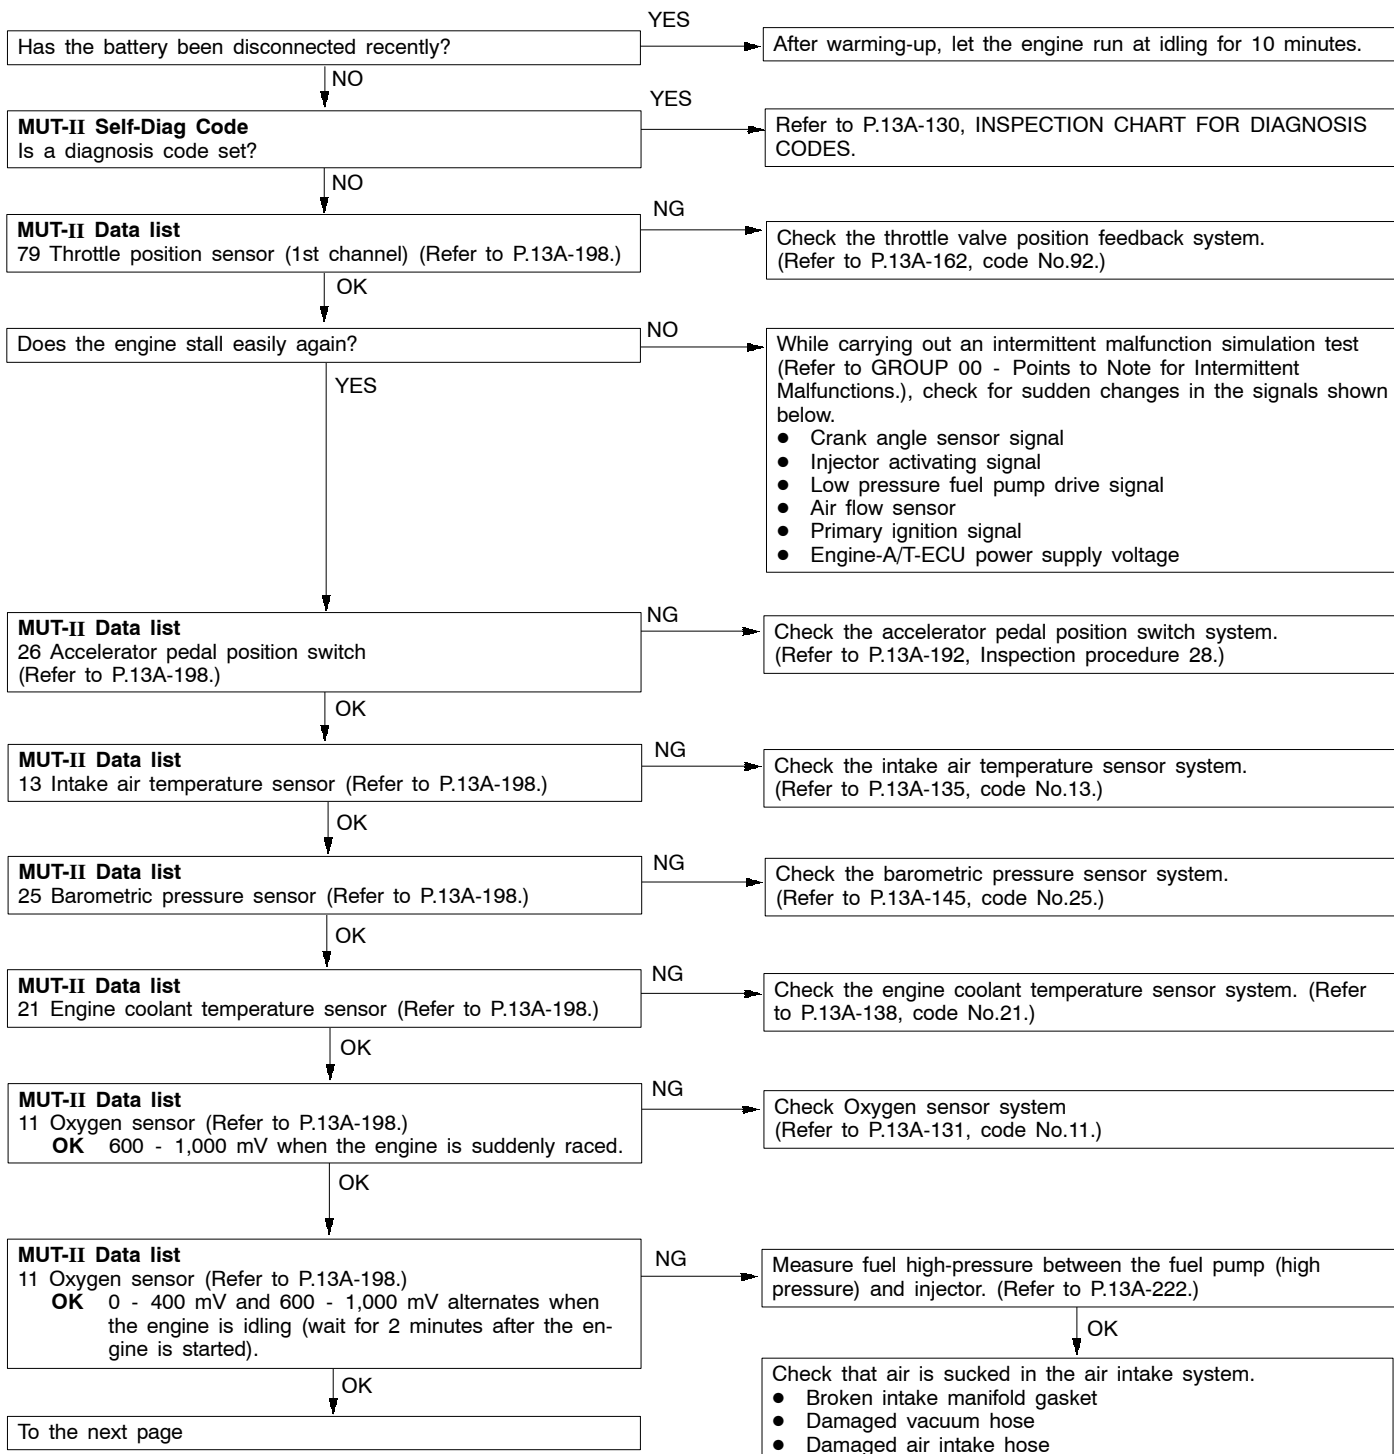 Has the battery been disconnected recently?
YES
After warming-up, let the engine run at idling for 10 minutes.
NO
MUT-II Self-Diag Code
Is a diagnosis code set?
YES
Refer to P.13A-130, INSPECTION CHART FOR DIAGNOSIS
CODES.
NO
MUT-II Data list
79 Throttle position sensor (1st channel) (Refer to P.13A-198.)
NG
Check the throttle valve position feedback system.
(Refer to P.13A-162, code No.92.)
OK
Does the engine stall easily again?
NO
While carrying out an intermittent malfunction simulation test
(Refer to GROUP 00 - Points to Note for Intermittent
Malfunctions.), check for sudden changes in the signals shown
below.
● Crank angle sensor signal
● Injector activating signal
● Low pressure fuel pump drive signal
● Air flow sensor
● Primary ignition signal
● Engine-A/T-ECU power supply voltage
YES
MUT-II Data list
26 Accelerator pedal position switch
(Refer to P.13A-198.)
NG
Check the accelerator pedal position switch system.
(Refer to P.13A-192, Inspection procedure 28.)
OK
MUT-II Data list
13 Intake air temperature sensor (Refer to P.13A-198.)
NG
Check the intake air temperature sensor system.
(Refer to P.13A-135, code No.13.)
OK
MUT-II Data list
25 Barometric pressure sensor (Refer to P.13A-198.)
NG
Check the barometric pressure sensor system.
(Refer to P.13A-145, code No.25.)
OK
MUT-II Data list
21 Engine coolant temperature sensor (Refer to P.13A-198.)
NG
Check the engine coolant temperature sensor system. (Refer
to P.13A-138, code No.21.)
OK
MUT-II Data list
11 Oxygen sensor (Refer to P.13A-198.)
OK 600 - 1,000 mV when the engine is suddenly raced.
NG
Check Oxygen sensor system
(Refer to P.13A-131, code No.11.)
OK
MUT-II Data list
11 Oxygen sensor (Refer to P.13A-198.)
OK 0 - 400 mV and 600 - 1,000 mV alternates when
the engine is idling (wait for 2 minutes after the en-
gine is started).
NG
Measure fuel high-pressure between the fuel pump (high
pressure) and injector. (Refer to P.13A-222.)
OK
Check that air is sucked in the air intake system.
● Broken intake manifold gasket
● Damaged vacuum hose
● Damaged air intake hose
OK
To the next page